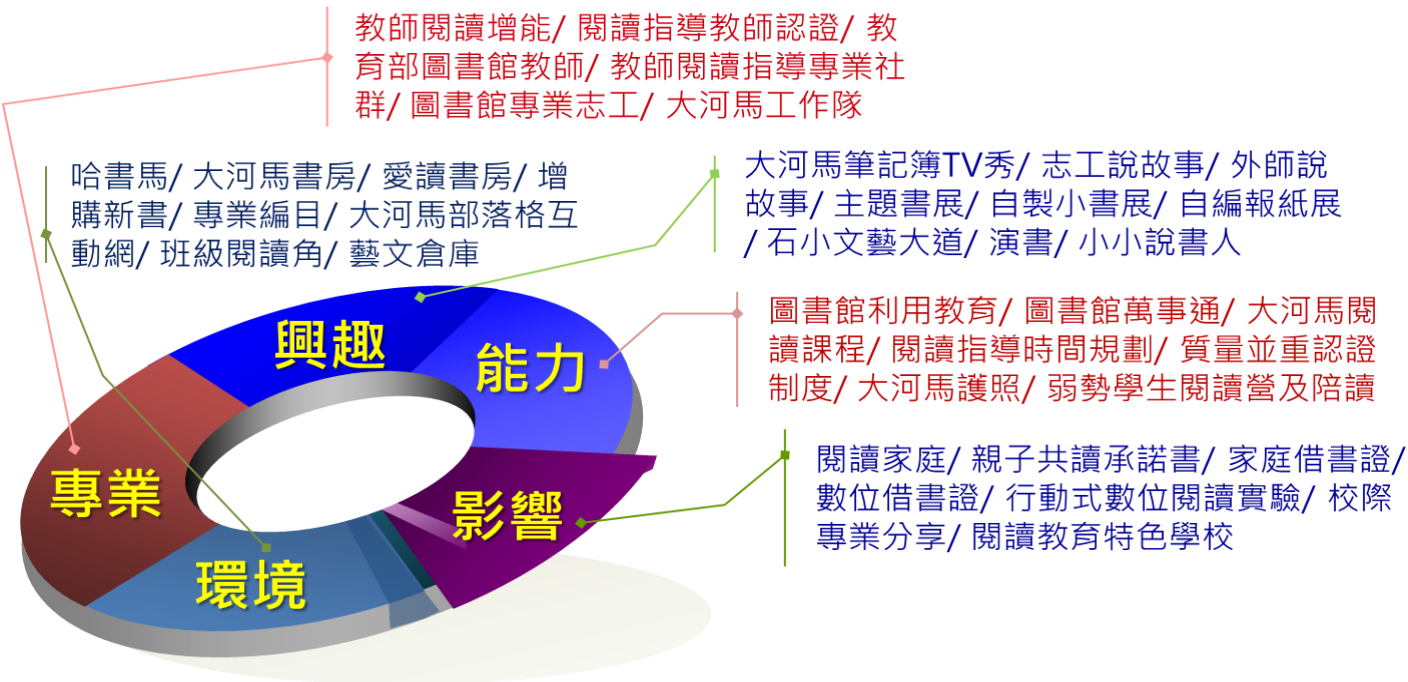 教師閱讀增能/ 閱讀指導教師認證/ 教
育部圖書館教師/ 教師閱讀指導專業社
群/ 圖書館專業志工/ 大河馬工作隊
哈書馬/ 大河馬書房/ 愛讀書房/ 增
購新書/ 專業編目/ 大河馬部落格互
動網/ 班級閱讀角/ 藝文倉庫
大河馬筆記簿TV秀/ 志工說故事/ 外師說
故事/ 主題書展/ 自製小書展/ 自編報紙展
/ 石小文藝大道/ 演書/ 小小說書人
圖書館利用教育/ 圖書館萬事通/ 大河馬閱
讀課程/ 閱讀指導時間規劃/ 質量並重認證
制度/ 大河馬護照/ 弱勢學生閱讀營及陪讀
閱讀家庭/ 親子共讀承諾書/ 家庭借書證/
數位借書證/ 行動式數位閱讀實驗/ 校際
專業分享/ 閱讀教育特色學校
興趣
能力
專業
影響
環境